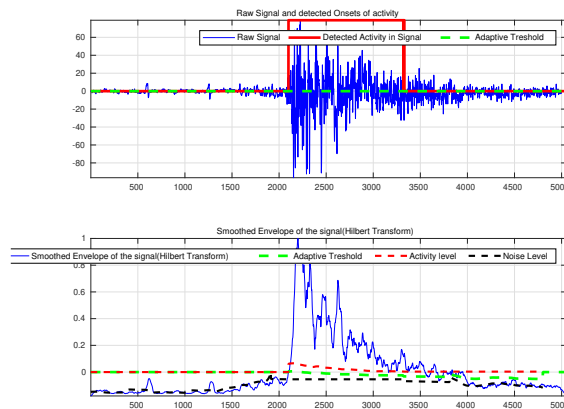 Raw Signal and detected Onsets of activity
Raw Signal Detected Activity in Signal Adaptive Treshold
60
40
20
0
-20
-40
-60
-80
500 1000 1500 2000 2500 3000 3500 4000 4500 5000
Smoothed Envelope of the signal(Hilbert Transform)
1
Smoothed Envelope of the signal(Hilbert Transform) Adaptive Treshold Activity level Noise Level
0.8
0.6
0.4
0.2
0
500 1000 1500 2000 2500 3000 3500 4000 4500 500